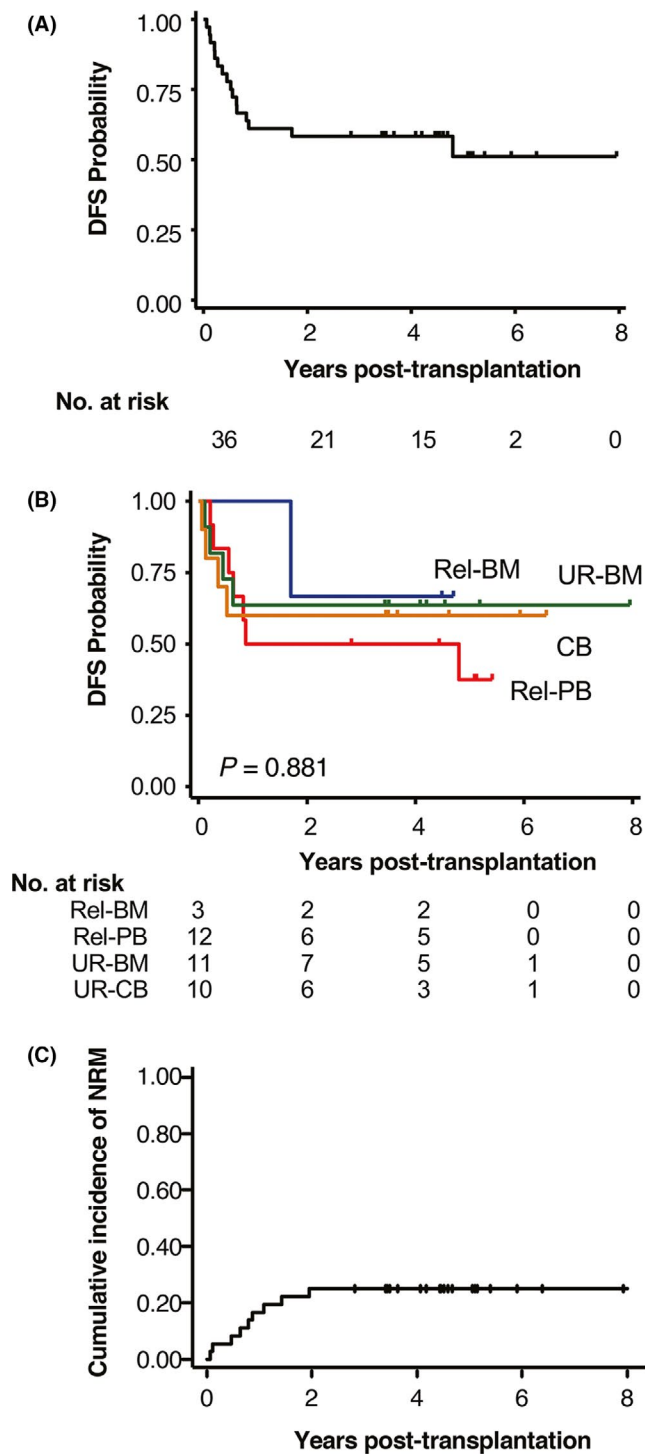 (A)
DFS Probability
1.00
0.75
0.50
0.25
0.00
0 2 4 6 8
Years post-transplantation
No. at risk
36 21 15 2 0
(B)
DFS Probability
1.00
0.75
0.50
0.25
0.00
Rel-BM
UR-BM
CB
Rel-PB
P = 0.881
0 2 4 6 8
Years post-transplantation
No. at risk
Rel-BM 3 2 2 0 0
Rel-PB 12 6 5 0 0
UR-BM 11 7 5 1 0
UR-CB 10 6 3 1 0
(C)
Cumulative incidence of NRM
1.00
0.80
0.60
0.40
0.20
0.00
0 2 4 6 8
Years post-transplantation